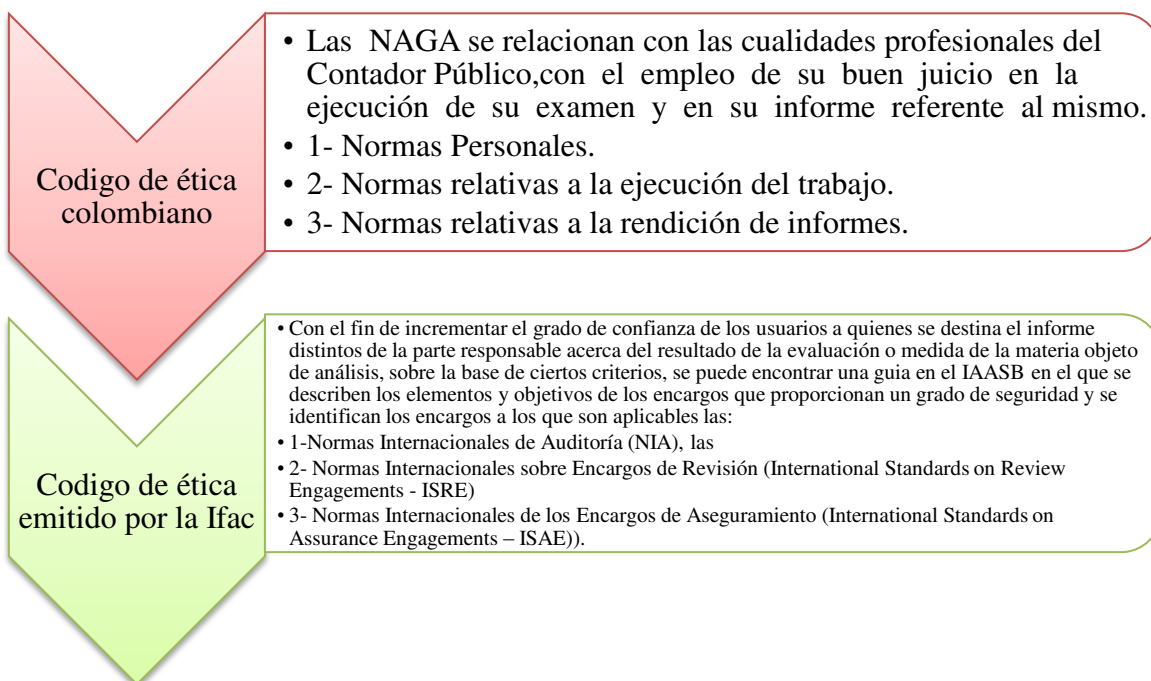 Codigo de ética
colombiano
• Las NAGA se relacionan con las cualidades profesionales del
Contador Público,con el empleo de su buen juicio en la
ejecución de su examen y en su informe referente al mismo.
• 1- Normas Personales.
• 2- Normas relativas a la ejecución del trabajo.
• 3- Normas relativas a la rendición de informes.
Codigo de ética
emitido por la Ifac
• Con el fin de incrementar el grado de confianza de los usuarios a quienes se destina el informe
distintos de la parte responsable acerca del resultado de la evaluación o medida de la materia objeto
de análisis, sobre la base de ciertos criterios, se puede encontrar una guia en el IAASB en el que se
describen los elementos y objetivos de los encargos que proporcionan un grado de seguridad y se
identifican los encargos a los que son aplicables las:
• 1-Normas Internacionales de Auditoría (NIA), las
• 2- Normas Internacionales sobre Encargos de Revisión (International Standards on Review
Engagements - ISRE)
• 3- Normas Internacionales de los Encargos de Aseguramiento (International Standards on
Assurance Engagements – ISAE)).